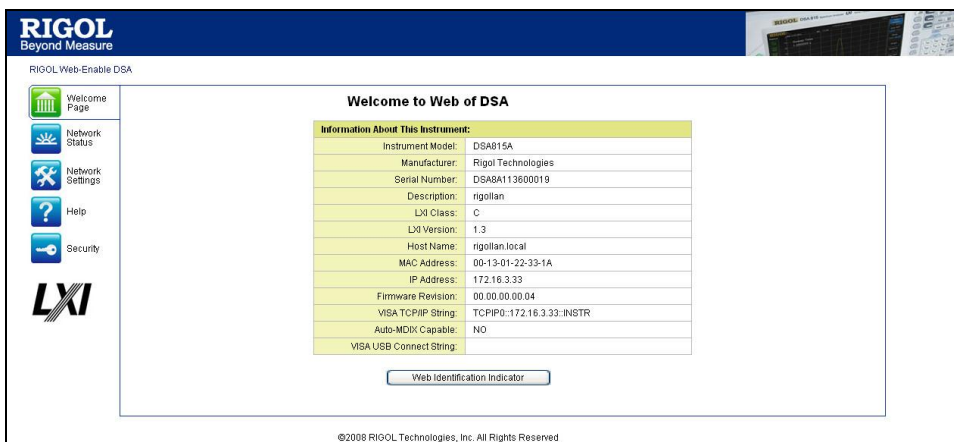 RIGOL
Beyond Measure
RIGOL Web-Enable DSA
Welcome
Page
Network
Status
Network
Settings
Help
Security
LXI
Welcome to Web of DSA
Information About This Instrument:
Instrument Model: DSA815A
Manufacturer: Rigol Technologies
Serial Number: DSA8A113600019
Description: rigollan
LXI Class: C
LXI Version: 1.3
Host Name: rigollan.local
MAC Address: 00-13-01-22-33-1A
IP Address: 172.16.3.33
Firmware Revision: 00.00.00.00.04
VISA TCP/IP String: TCPIP0::172.16.3.33::INSTR
Auto-MDIX Capable: NO
VISA USB Connect String:
Web Identification Indicator
©2008 RIGOL Technologies, Inc. All Rights Reserved